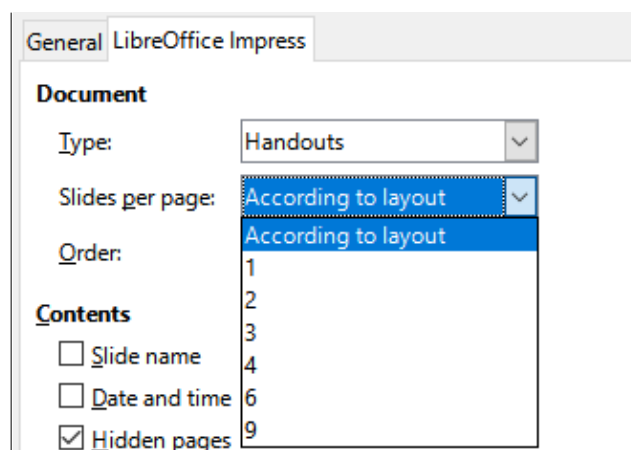 General LibreOffice Impress
Document
Type: Handouts
Slides per page: According to layout
According to layout
Order:
1
2
Contents
3
Slide name
4
Date and time 6
Hidden pages 9